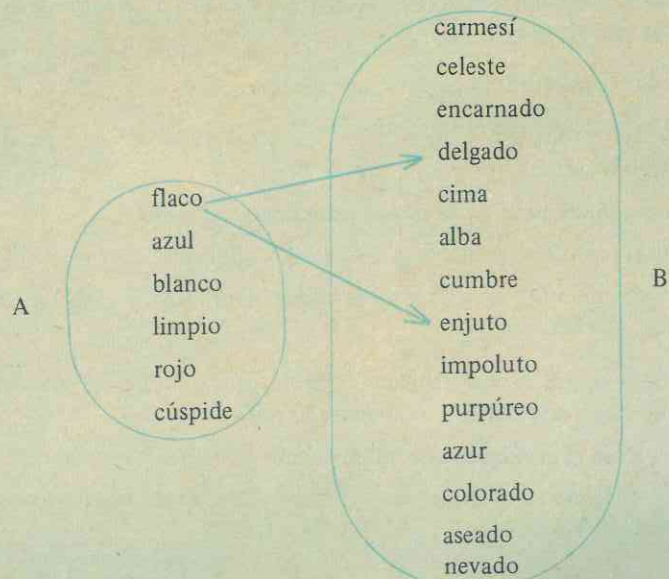 A
flaco
azul
blanco
limpio
rojo
cúspide
carmesí
celeste
encarnado
delgado
cima
alba
cumbre
enjuto
impoluto
purpúreo
azur
colorado
aseado
nevado
B